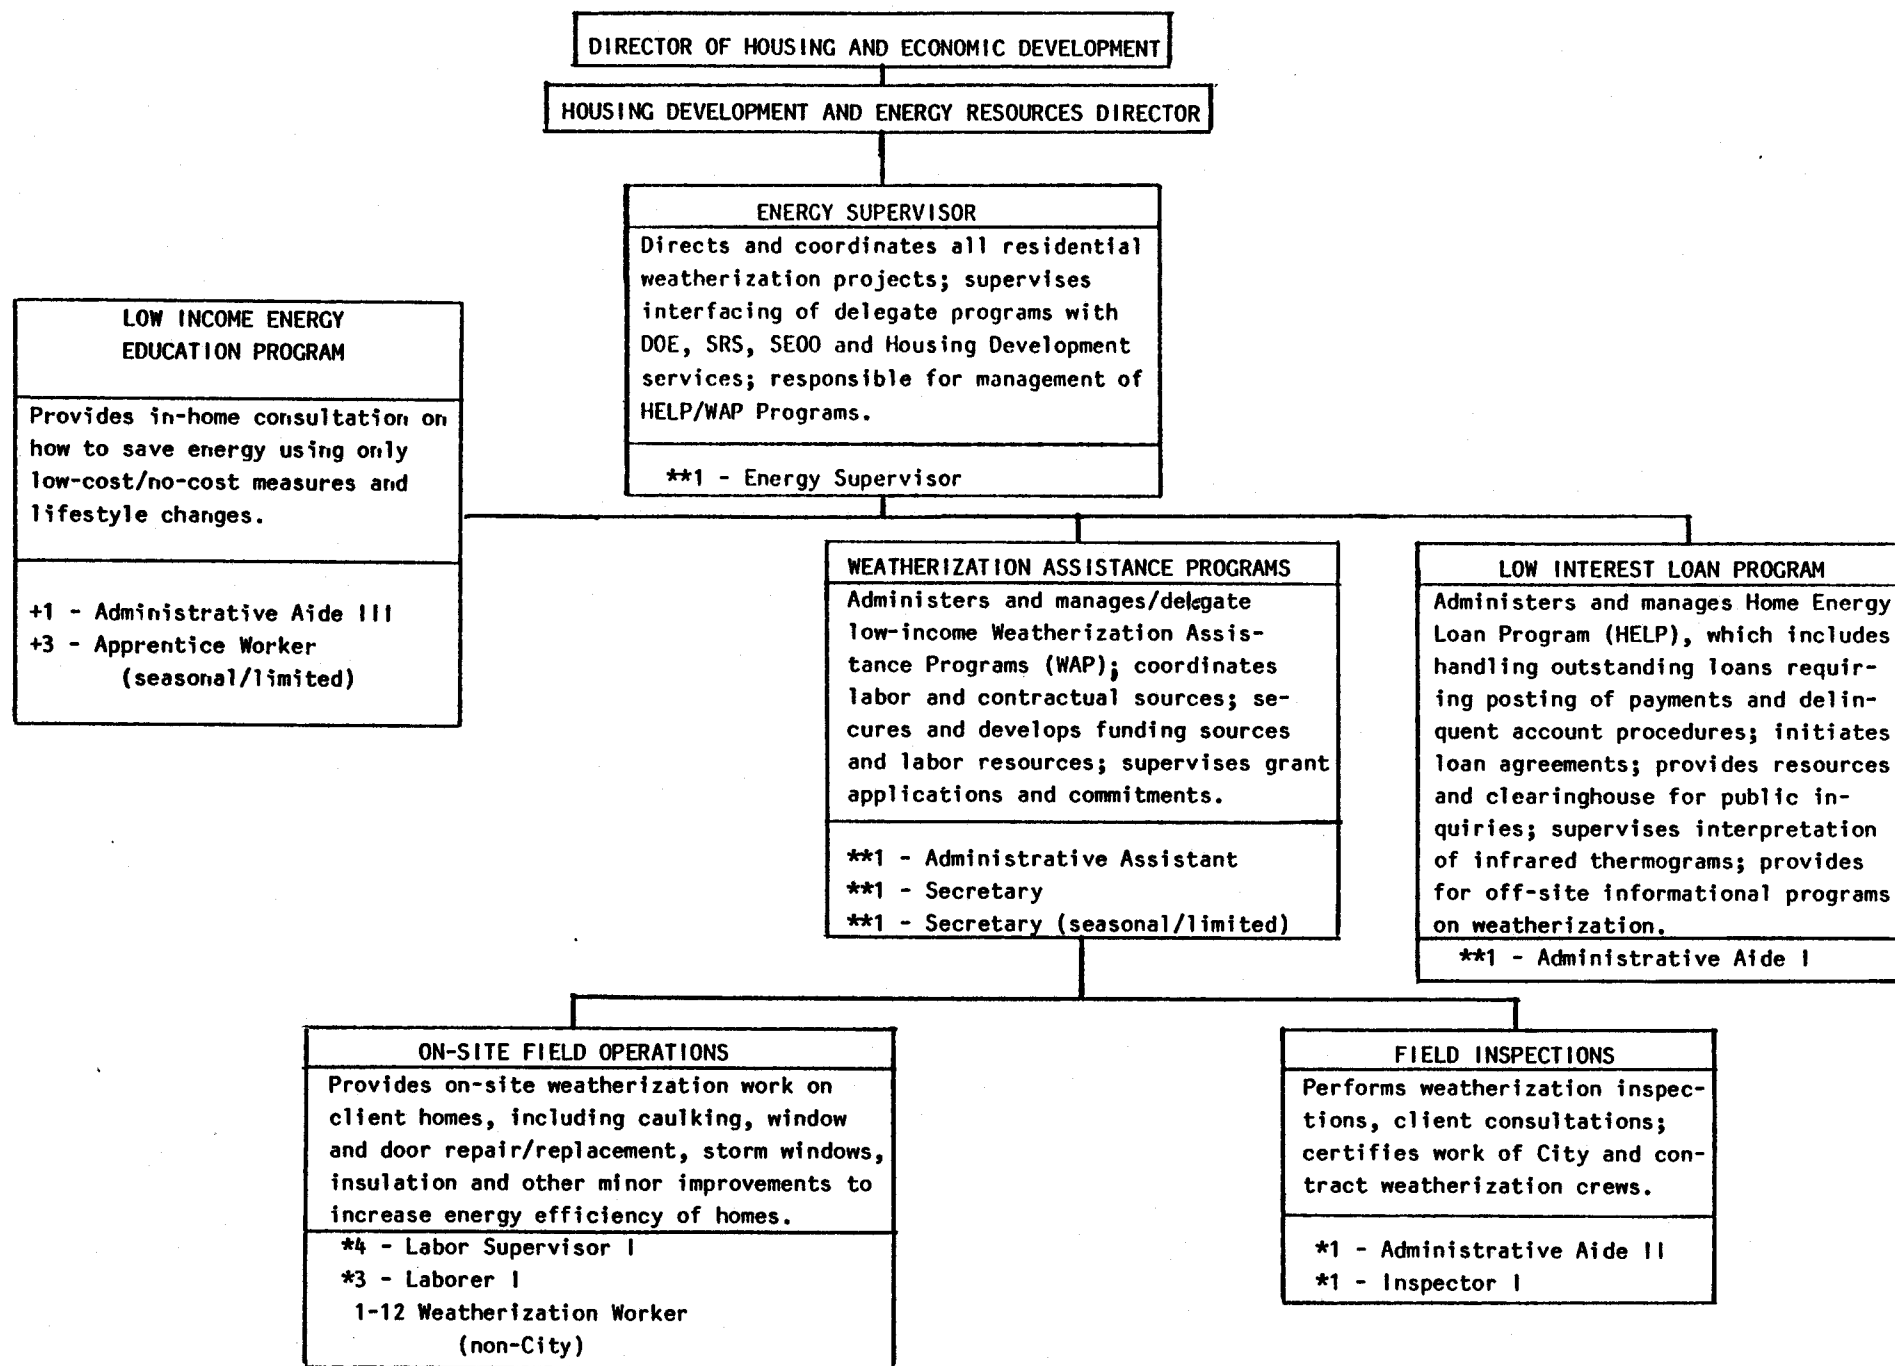 DIRECTOR OF HOUSING AND ECONOMIC DEVELOPMENT
HOUSING DEVELOPMENT AND ENERGY RESOURCES DIRECTOR
ENERGY SUPERVISOR
Directs and coordinates all residential
weatherization projects; supervises
interfacing of delegate programs with
DOE, SRS, SEOO and Housing Development
services; responsible for management of
HELP/WAP Programs.
**1 - Energy Supervisor
LOW INCOME ENERGY
EDUCATION PROGRAM
Provides in-home consultation on
how to save energy using only
low-cost/no-cost measures and
lifestyle changes.
+1 - Administrative Aide III
+3 - Apprentice Worker
(seasonal/limited)
WEATHERIZATION ASSISTANCE PROGRAMS
Administers and manages/delegate
low-income Weatherization Assis-
tance Programs (WAP); coordinates
labor and contractual sources; se-
cures and develops funding sources
and labor resources; supervises grant
applications and commitments.
**1 - Administrative Assistant
**1 - Secretary
**1 - Secretary (seasonal/limited)
LOW INTEREST LOAN PROGRAM
Administers and manages Home Energy
Loan Program (HELP), which includes
handling outstanding loans requir-
ing posting of payments and delin-
quent account procedures; initiates
loan agreements; provides resources
and clearinghouse for public in-
quiries; supervises interpretation
of infrared thermograms; provides
for off-site informational programs
on weatherization.
**1 - Administrative Aide I
ON-SITE FIELD OPERATIONS
Provides on-site weatherization work on
client homes, including caulking, window
and door repair/replacement, storm windows,
insulation and other minor improvements to
increase energy efficiency of homes.
*4 - Labor Supervisor I
*3 - Laborer I
1-12 Weatherization Worker
(non-City)
FIELD INSPECTIONS
Performs weatherization inspec-
tions, client consultations;
certifies work of City and con-
tract weatherization crews.
*1 - Administrative Aide II
*1 - Inspector I